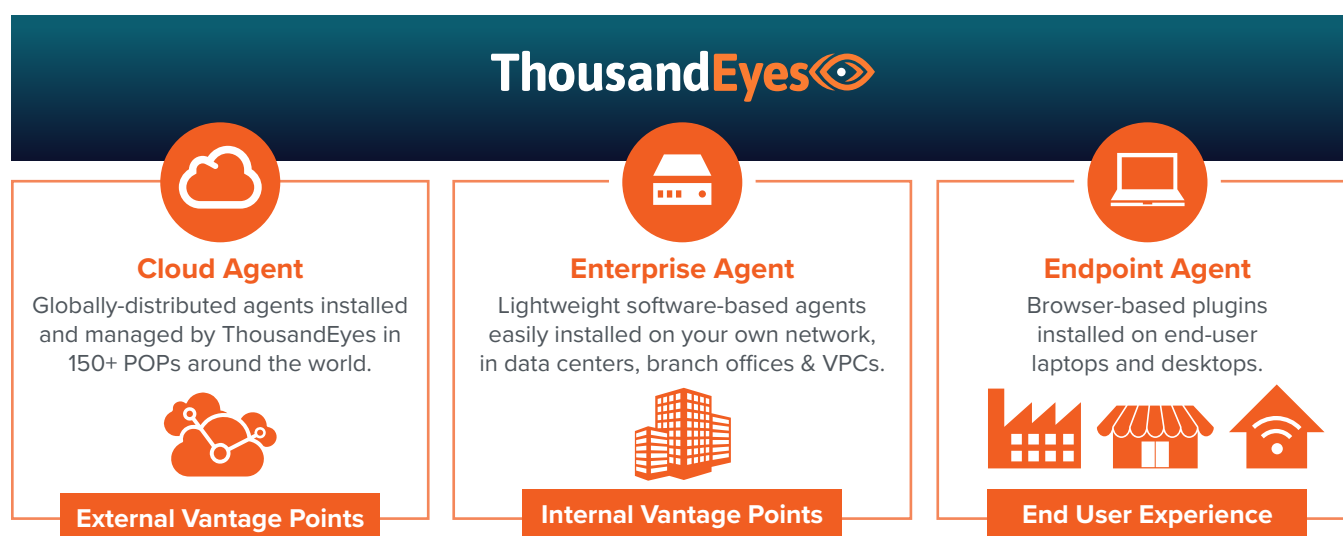 ThousandEyes
Cloud Agent
Globally-distributed agents installed
and managed by ThousandEyes in
150+ POPs around the world.
External Vantage Points
Enterprise Agent
Lightweight software-based agents
easily installed on your own network,
in data centers, branch offices & VPCs.
Internal Vantage Points
Endpoint Agent
Browser-based plugins
installed on end-user
laptops and desktops.
End User Experience